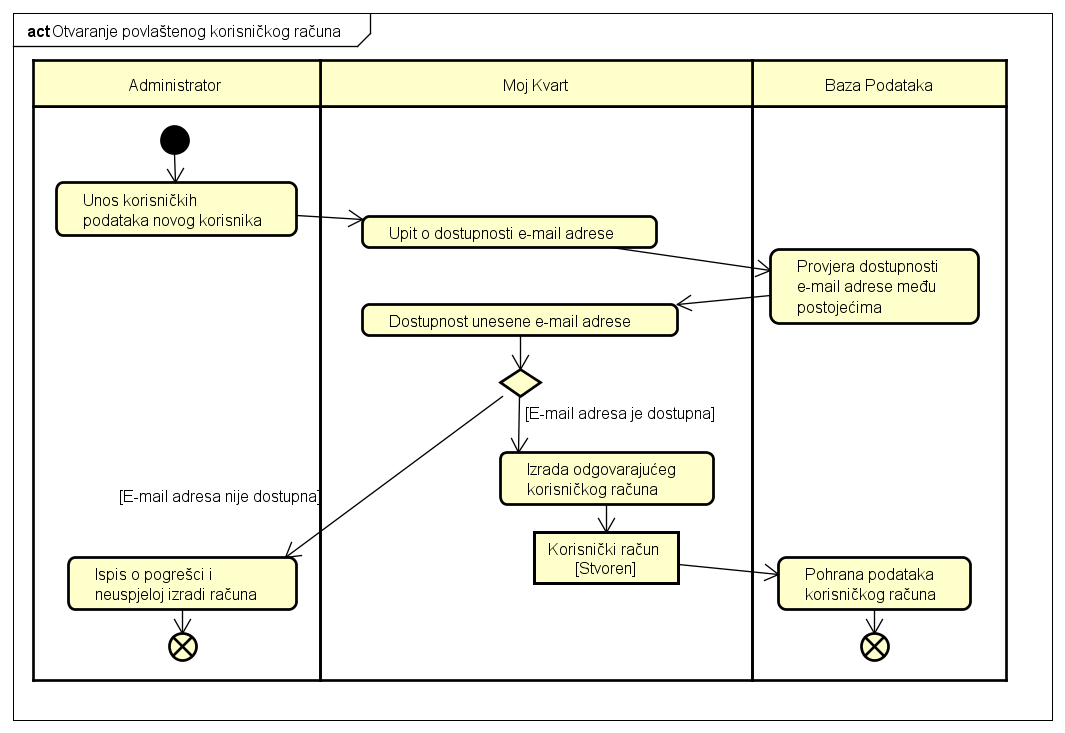 act Otvaranje povlaštenog korisničkog računa
Administrator
Moj Kvart
Baza Podataka
Unos korisničkih
podataka novog korisnika
Upit o dostupnosti e-mail adrese
Provjera dostupnosti
e-mail adrese među
postojećima
Dostupnost unesene e-mail adrese
[E-mail adresa je dostupna]
Izrada odgovarajućeg
korisničkog računa
[E-mail adresa nije dostupna]
Korisnički račun
[Stvoren]
Ispis o pogrešci i
neuspjeloj izradi računa
Pohrana podataka
korisničkog računa